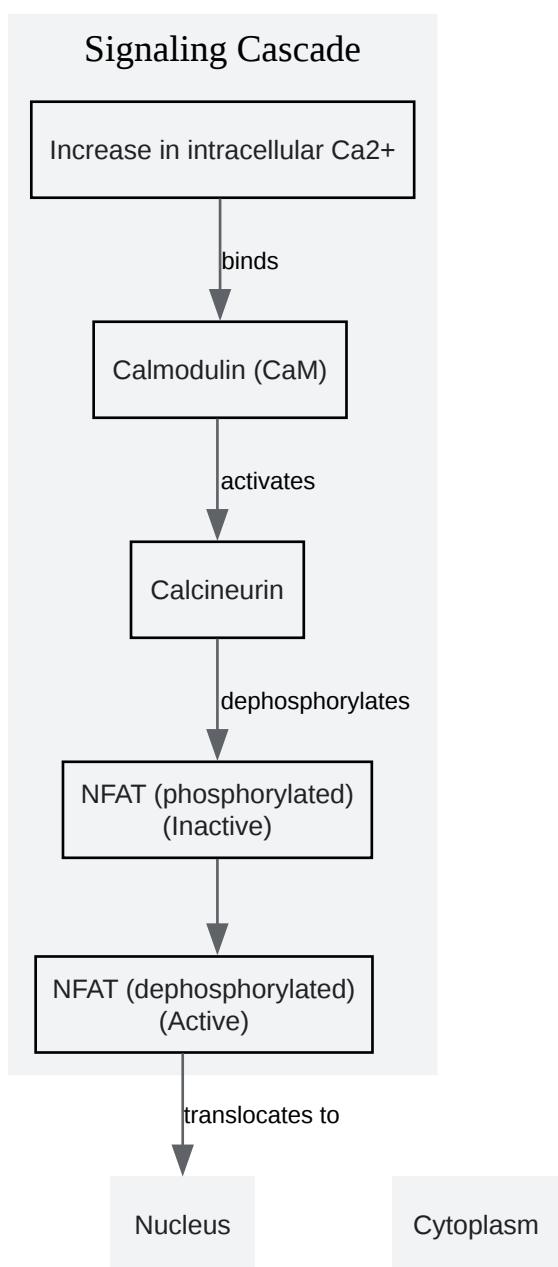 Signaling Cascade
Increase in intracellular Ca2+
binds
Calmodulin (CaM)
activates
Calcineurin
dephosphorylates
NFAT (phosphorylated)
(Inactive)
NFAT (dephosphorylated)
(Active)
translocates to
Nucleus
Cytoplasm